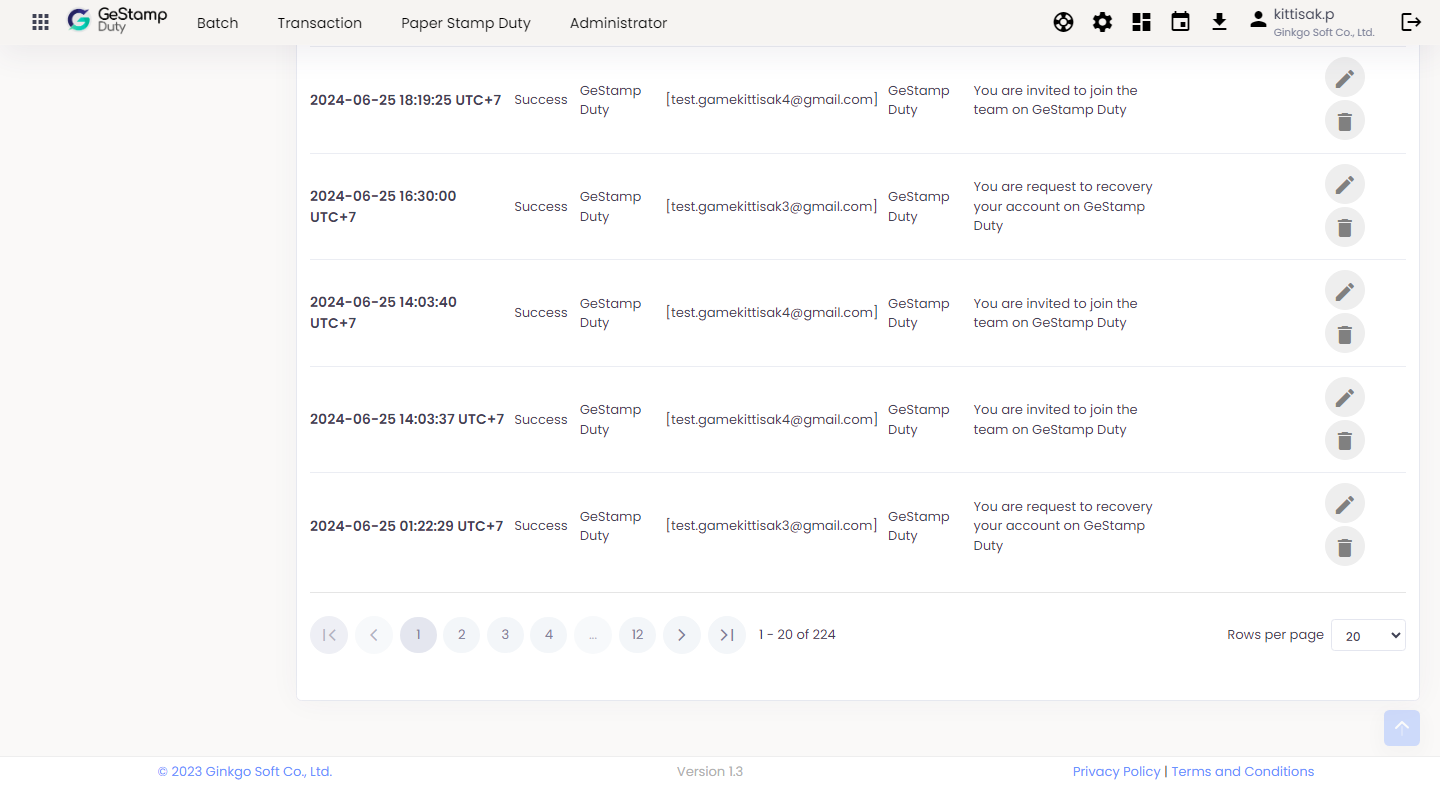 GeStamp
Duty
Batch
Transaction
Paper Stamp Duty
Administrator
kittisak.p
Ginkgo Soft Co., Ltd.
2024-06-25 18:19:25 UTC+7
Success
GeStamp
Duty
[test.gamekittisak4@gmail.com]
GeStamp
Duty
You are invited to join the
team on GeStamp Duty
2024-06-25 16:30:00
UTC+7
Success
GeStamp
Duty
[test.gamekittisak3@gmail.com]
GeStamp
Duty
You are request to recovery
your account on GeStamp
Duty
2024-06-25 14:03:40
UTC+7
Success
GeStamp
Duty
[test.gamekittisak4@gmail.com]
GeStamp
Duty
You are invited to join the
team on GeStamp Duty
2024-06-25 14:03:37 UTC+7
Success
GeStamp
Duty
[test.gamekittisak4@gmail.com]
GeStamp
Duty
You are invited to join the
team on GeStamp Duty
2024-06-25 01:22:29 UTC+7
Success
GeStamp
Duty
[test.gamekittisak3@gmail.com]
GeStamp
Duty
You are request to recovery
your account on GeStamp
Duty
1 2 3 4 ... 12
1 - 20 of 224
Rows per page 20
© 2023 Ginkgo Soft Co., Ltd.
Version 1.3
Privacy Policy | Terms and Conditions